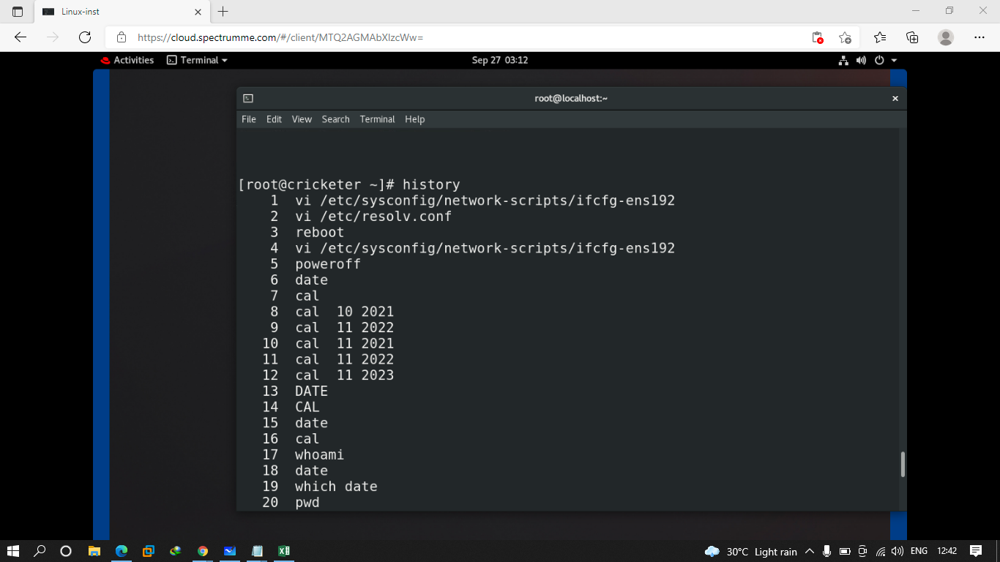 Linux-inst
https://cloud.spectrumme.com/#/client/MTQ2AGMAbXlzcWw=
Activities Terminal Sep 27 03:12
root@localhost:~
File Edit View Search Terminal Help
[root@cricketer ~]# history
1 vi /etc/sysconfig/network-scripts/ifcfg-ens192
2 vi /etc/resolv.conf
3 reboot
4 vi /etc/sysconfig/network-scripts/ifcfg-ens192
5 poweroff
6 date
7 cal
8 cal  10 2021
9 cal  11 2022
10 cal  11 2021
11 cal  11 2022
12 cal  11 2023
13 DATE
14 CAL
15 date
16 cal
17 whoami
18 date
19 which date
20 pwd
30°C Light rain ENG 12:42